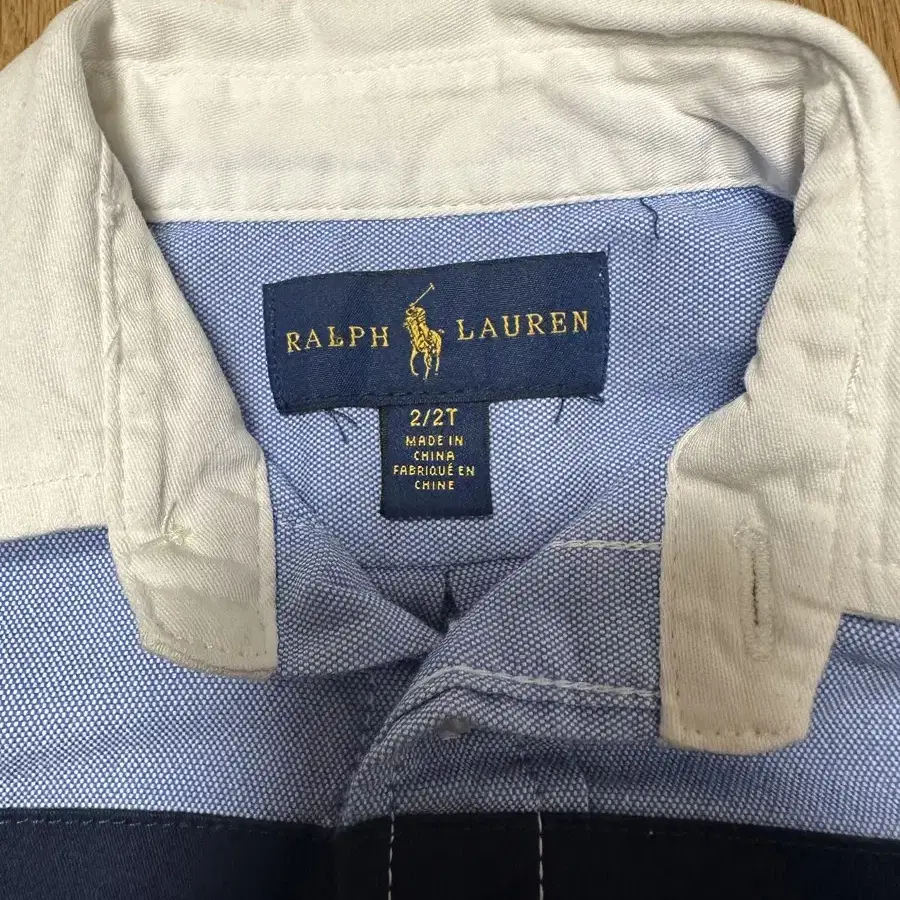 RALPH LAUREN
2/2T
MADE IN
CHINA
FABRIQUÉ EN
CHINE